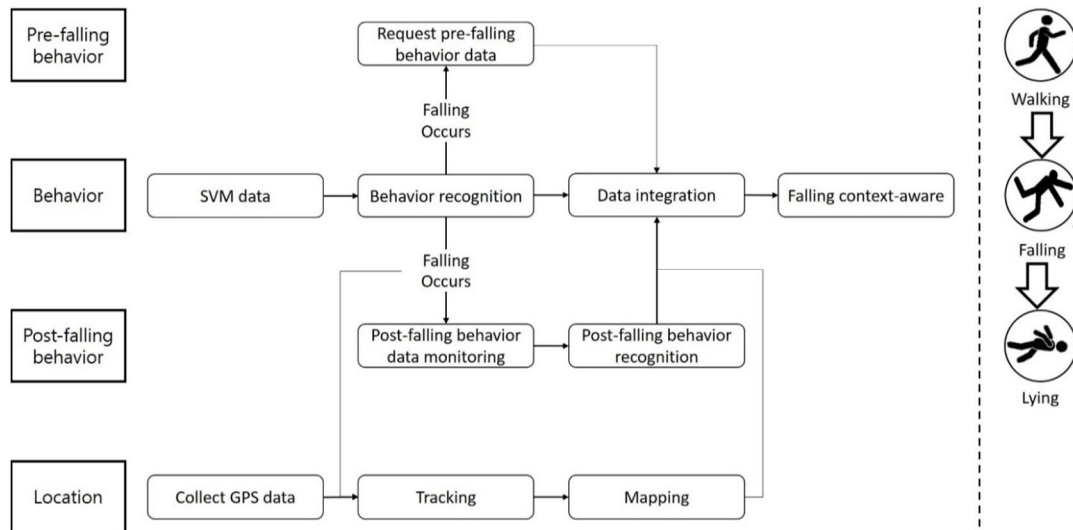 Pre-falling
behavior
Request pre-falling
behavior data
Falling
Occurs
Walking
Behavior
SVM data
Behavior recognition
Data integration
Falling context-aware
Falling
Occurs
Falling
Post-falling
behavior
Post-falling behavior
data monitoring
Post-falling behavior
recognition
Lying
Location
Collect GPS data
Tracking
Mapping